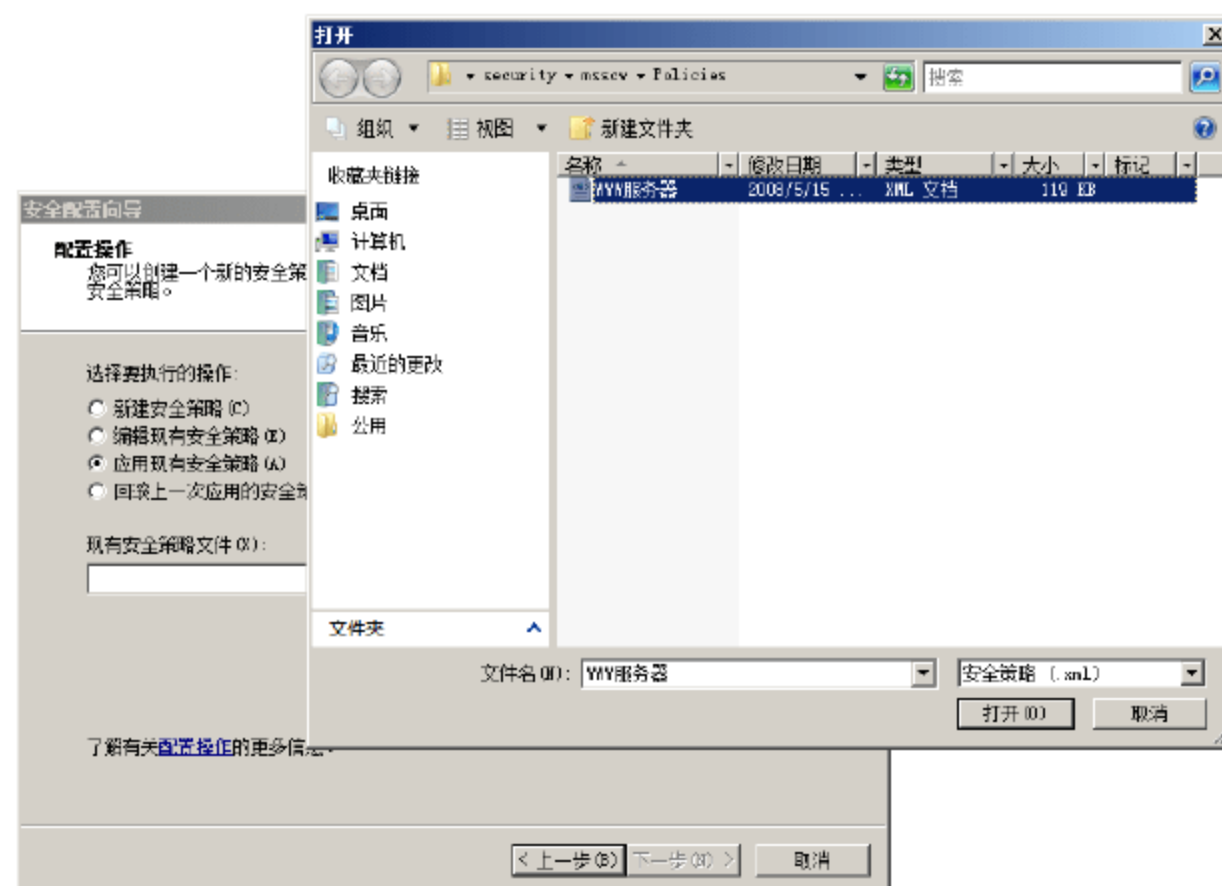 打开
security msscw Policies
搜索
组织 视图 新建文件夹
收藏夹链接
名称 修改日期 类型 大小 标记
WWW服务器 2008/5/15 ... XML 文档 119 KB
桌面
计算机
文档
图片
音乐
最近的更改
搜索
公用
文件夹
文件名(N): WWW服务器 安全策略 (.xml)
打开(O) 取消
安全配置向导
配置操作
您可以创建一个新的安全策
安全策略。
选择要执行的操作:
新建安全策略(C)
编辑现有安全策略(E)
应用现有安全策略(A)
回滚上一次应用的安全
现有安全策略文件(X):
了解有关配置操作的更多信息。
< 上一步(B) 下一步(N) > 取消